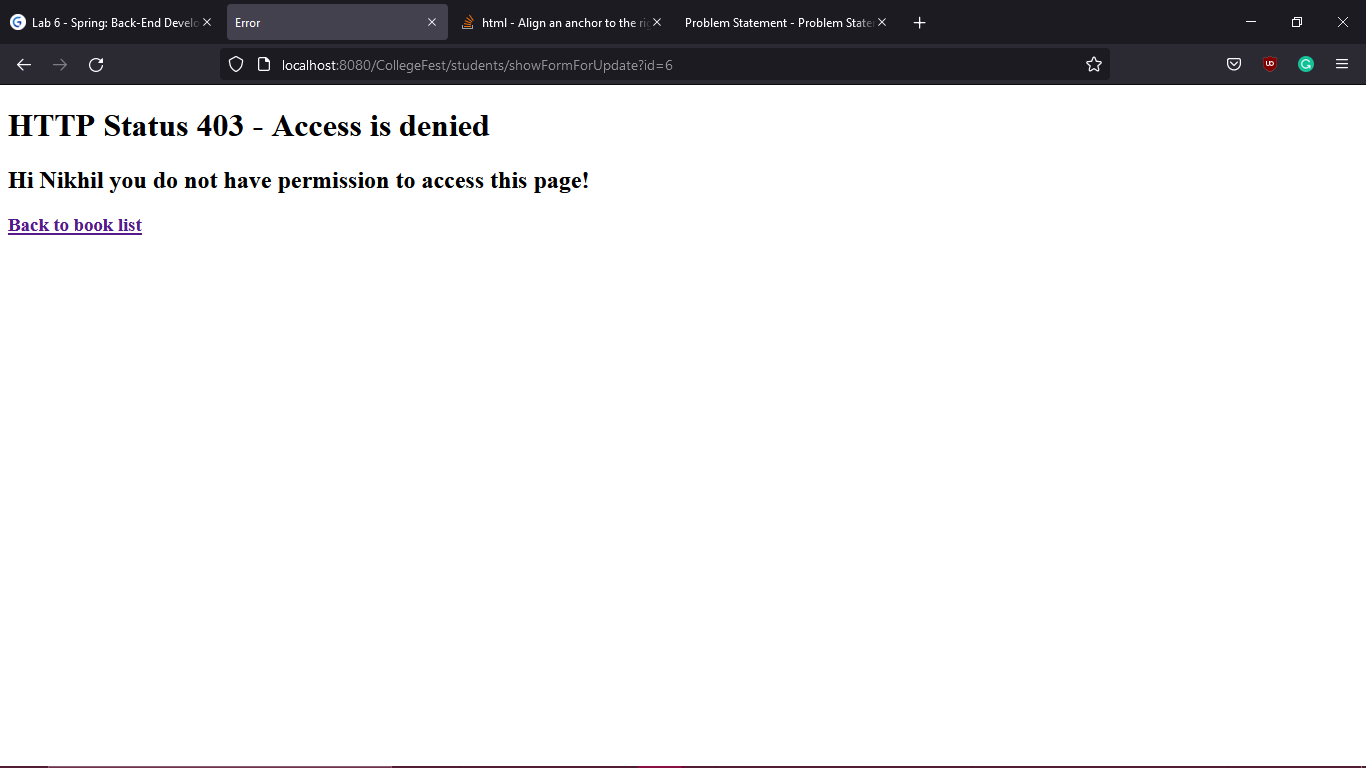 Lab 6 - Spring: Back-End Develo
Error
html - Align an anchor to the rig
Problem Statement - Problem State
localhost:8080/CollegeFest/students/showFormForUpdate?id=6
HTTP Status 403 - Access is denied
Hi Nikhil you do not have permission to access this page!
Back to book list